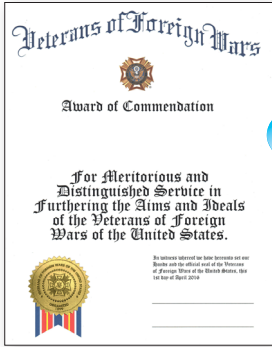 Veterans of Foreign Wars
Award of Commendation
For Meritorious and
Distinguished Service in
Furthering the Aims and Ideals
of the Veterans of Foreign
Wars of the United States.
In witness whereof we have hereunto set our
Hands and the official seal of the Veterans
of Foreign Wars of the United States, this
1st day of April 2016